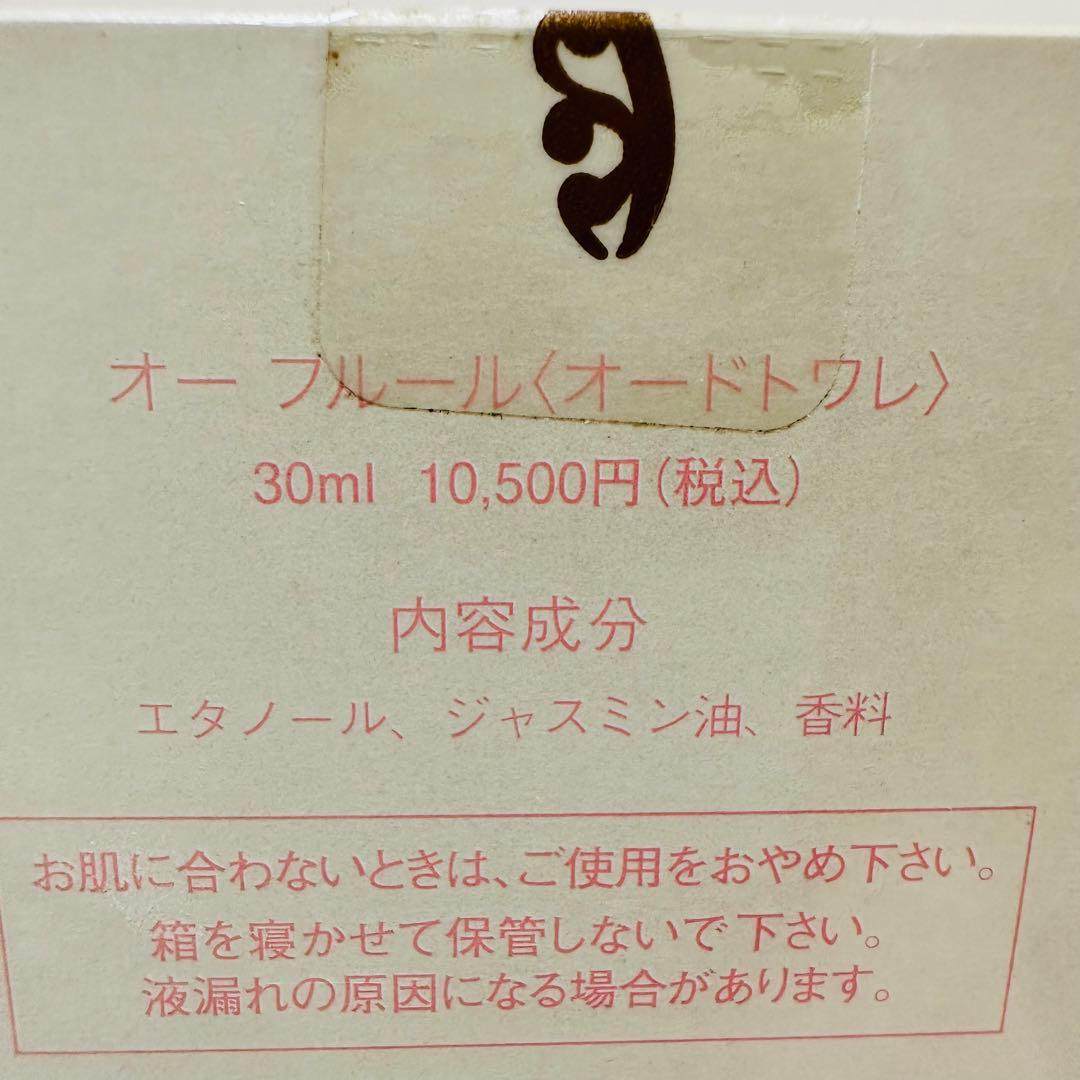 オー フルール〈オードトワレ〉
30ml 10,500円(税込)
内容成分
エタノール、ジャスミン油、香料
お肌に合わないときは、ご使用をおやめ下さい。
箱を寝かせて保管しないで下さい。
液漏れの原因になる場合があります。